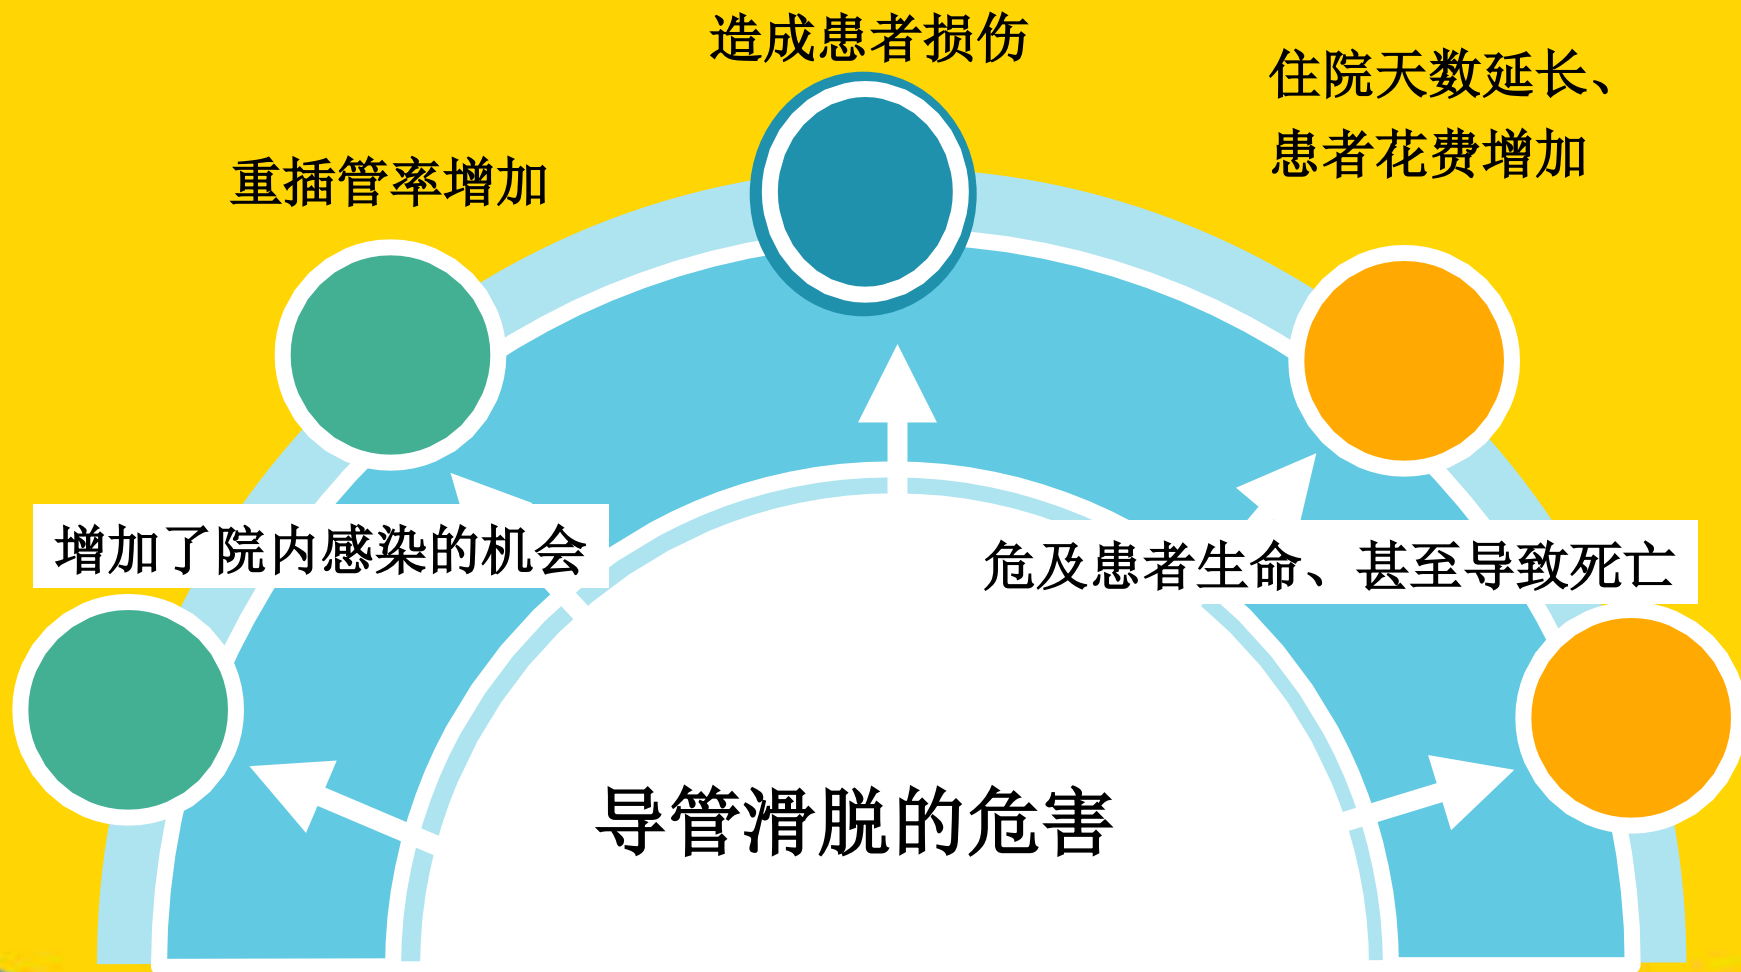 造成患者损伤
住院天数延长、
患者花费增加
重插管率增加
增加了院内感染的机会
危及患者生命、甚至导致死亡
导管滑脱的危害